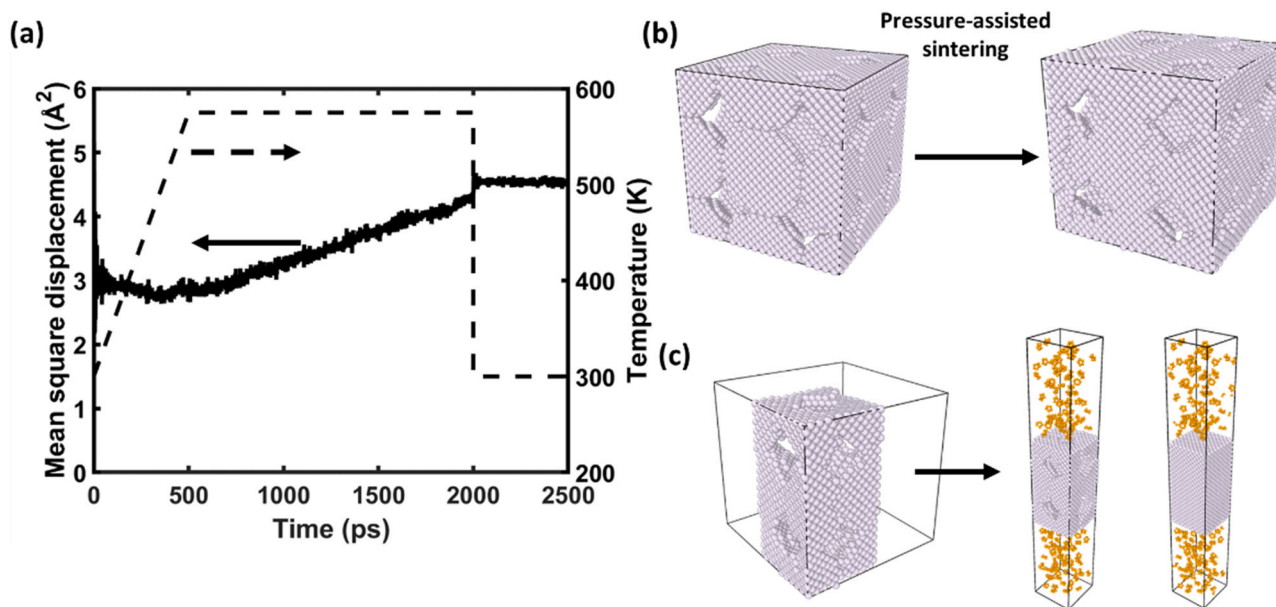 (a)
Mean square displacement (Å²)
6
5
4
3
2
1
0
0 500 1000 1500 2000 2500
Time (ps)
600
500
400
300
200
Temperature (K)
(b)
Pressure-assisted
sintering
(c)